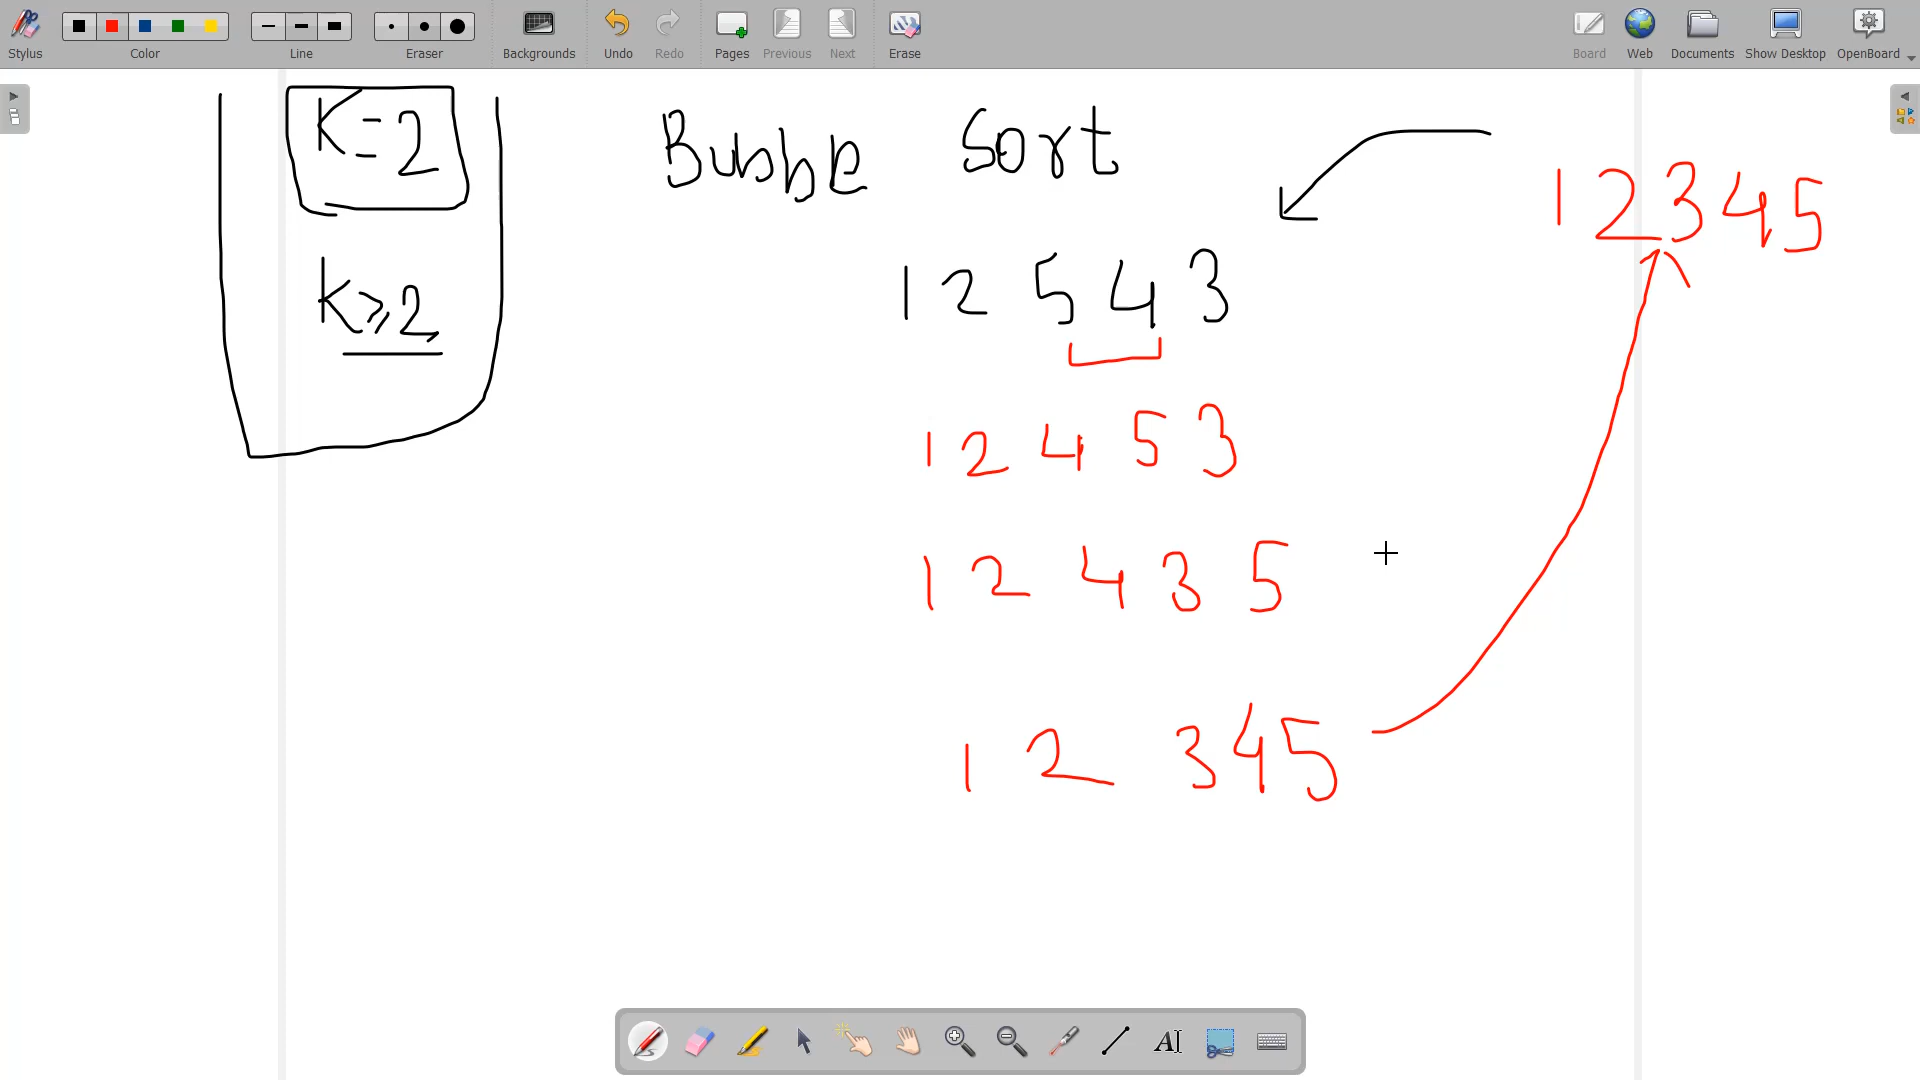 Stylus
Color
Line
Eraser
Backgrounds
Undo
Redo
Pages
Previous
Next
Erase
Board
Web
Documents
Show Desktop
OpenBoard
K=2
K≥2
Bubble Sort
1 2 3 4 5
1 2 5 4 3
1 2 4 5 3
1 2 4 3 5
1 2 3 4 5